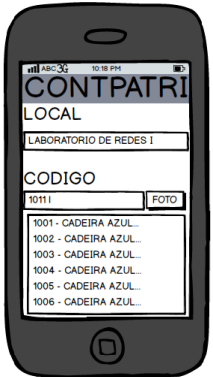 ABC 3G 10:18 PM
CONTPATRI
LOCAL
LABORATORIO DE REDES I
CODIGO
1011 I FOTO
1001 - CADEIRA AZUL...
1002 - CADEIRA AZUL...
1003 - CADEIRA AZUL...
1004 - CADEIRA AZUL...
1005 - CADEIRA AZUL...
1006 - CADEIRA AZUL...